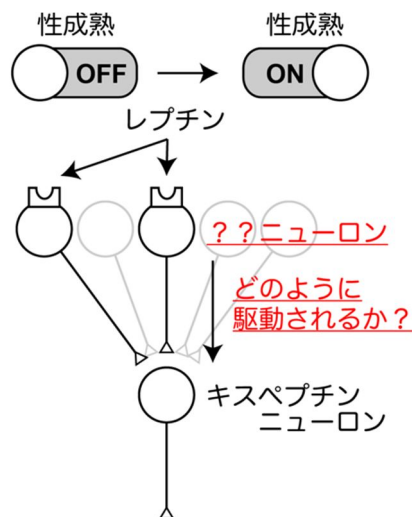 性成熟
性成熟
OFF
ON
レプチン
？？ニューロン
どのように
駆動されるか？
キスペプチン
ニューロン